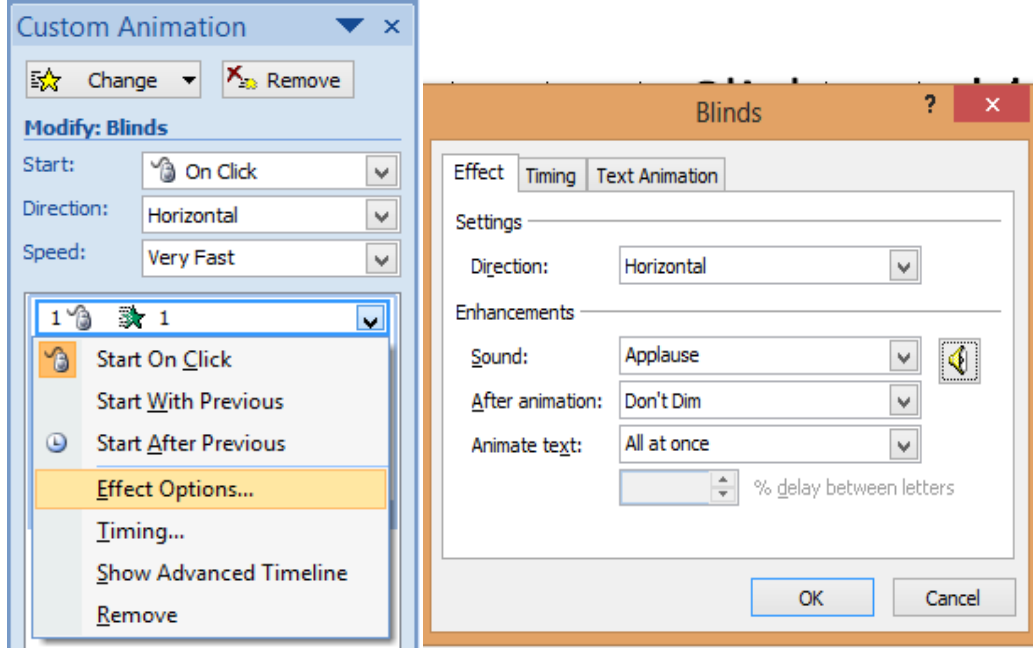 Custom Animation
Change
Remove
Modify: Blinds
Start:
On Click
Direction:
Horizontal
Speed:
Very Fast
1 1
Start On Click
Start With Previous
Start After Previous
Effect Options...
Timing...
Show Advanced Timeline
Remove
Blinds
?
Effect Timing Text Animation
Settings
Direction: Horizontal
Enhancements
Sound: Applause
After animation: Don't Dim
Animate text: All at once
% delay between letters
OK Cancel